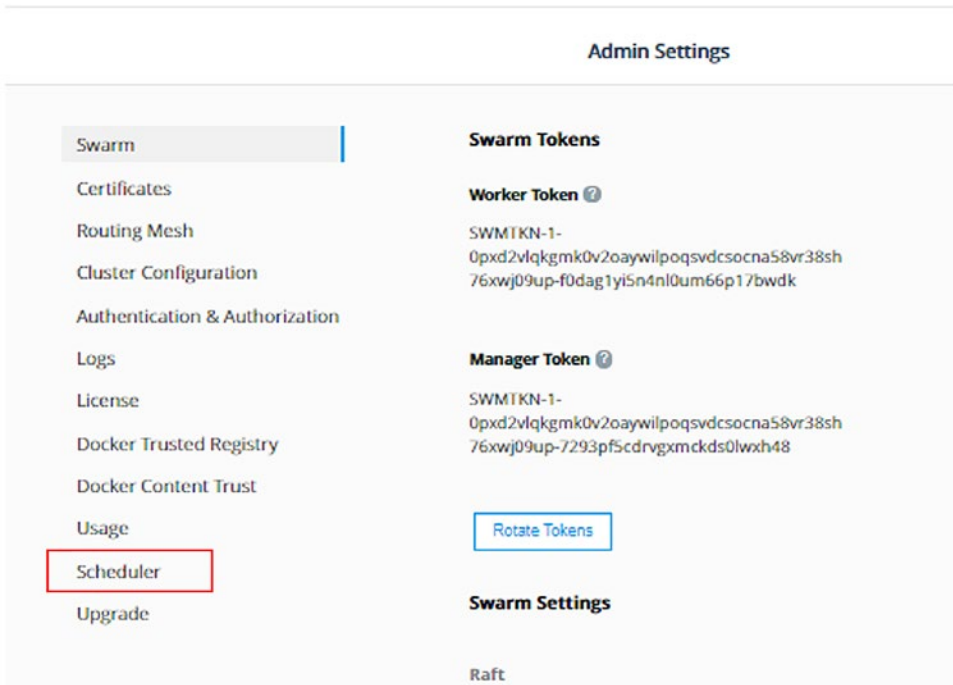 Admin Settings
Swarm
Certificates
Routing Mesh
Cluster Configuration
Authentication & Authorization
Logs
License
Docker Trusted Registry
Docker Content Trust
Usage
Scheduler
Upgrade
Swarm Tokens
Worker Token
SWMTKN-1-
0pxd2vlqkgmk0v2oaywilpoqsvdcsocna58vr38sh
76xwj09up-f0dag1yi5n4nl0um66p17bwdk
Manager Token
SWMTKN-1-
0pxd2vlqkgmk0v2oaywilpoqsvdcsocna58vr38sh
76xwj09up-7293pf5cdrvgxmckds0lwxh48
Rotate Tokens
Swarm Settings
Raft